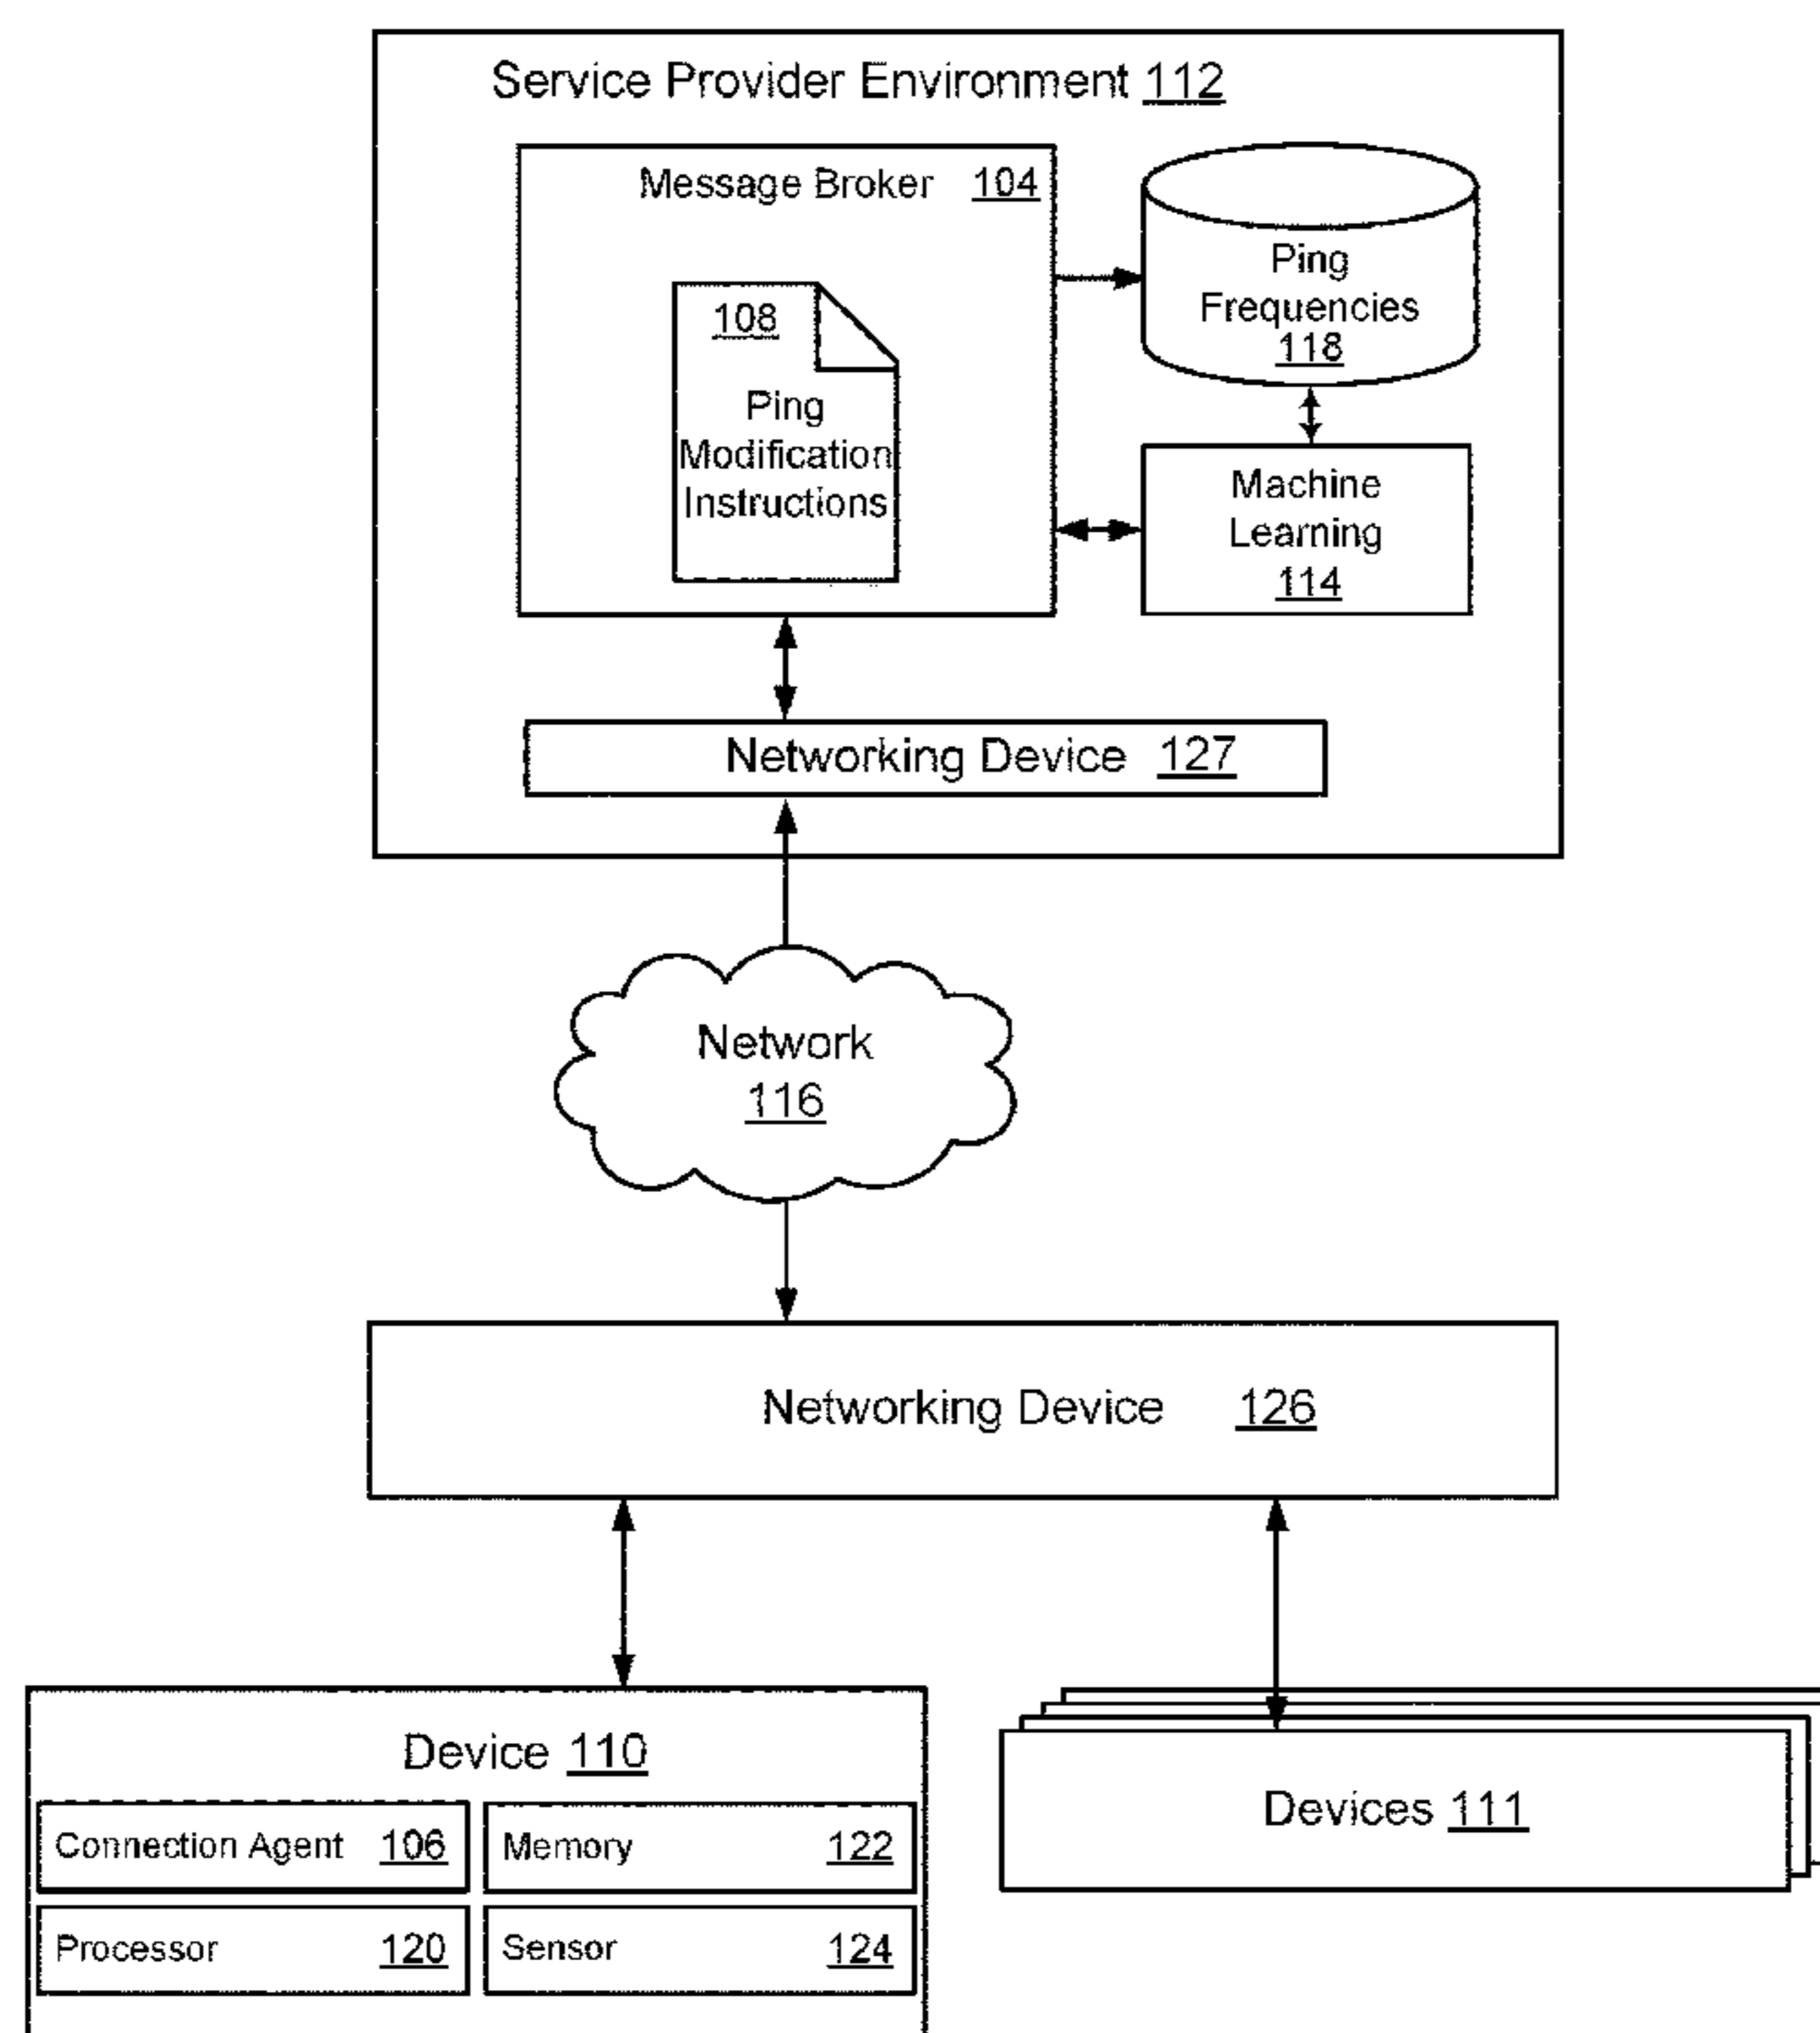 Service Provider Environment 112
Message Broker 104
108
Ping
Modification
Instructions
Ping
Frequencies
118
Machine
Learning
114
Networking Device 127
Network
116
Networking Device 126
Device 110
Connection Agent 106
Memory 122
Processor 120
Sensor 124
Devices 111